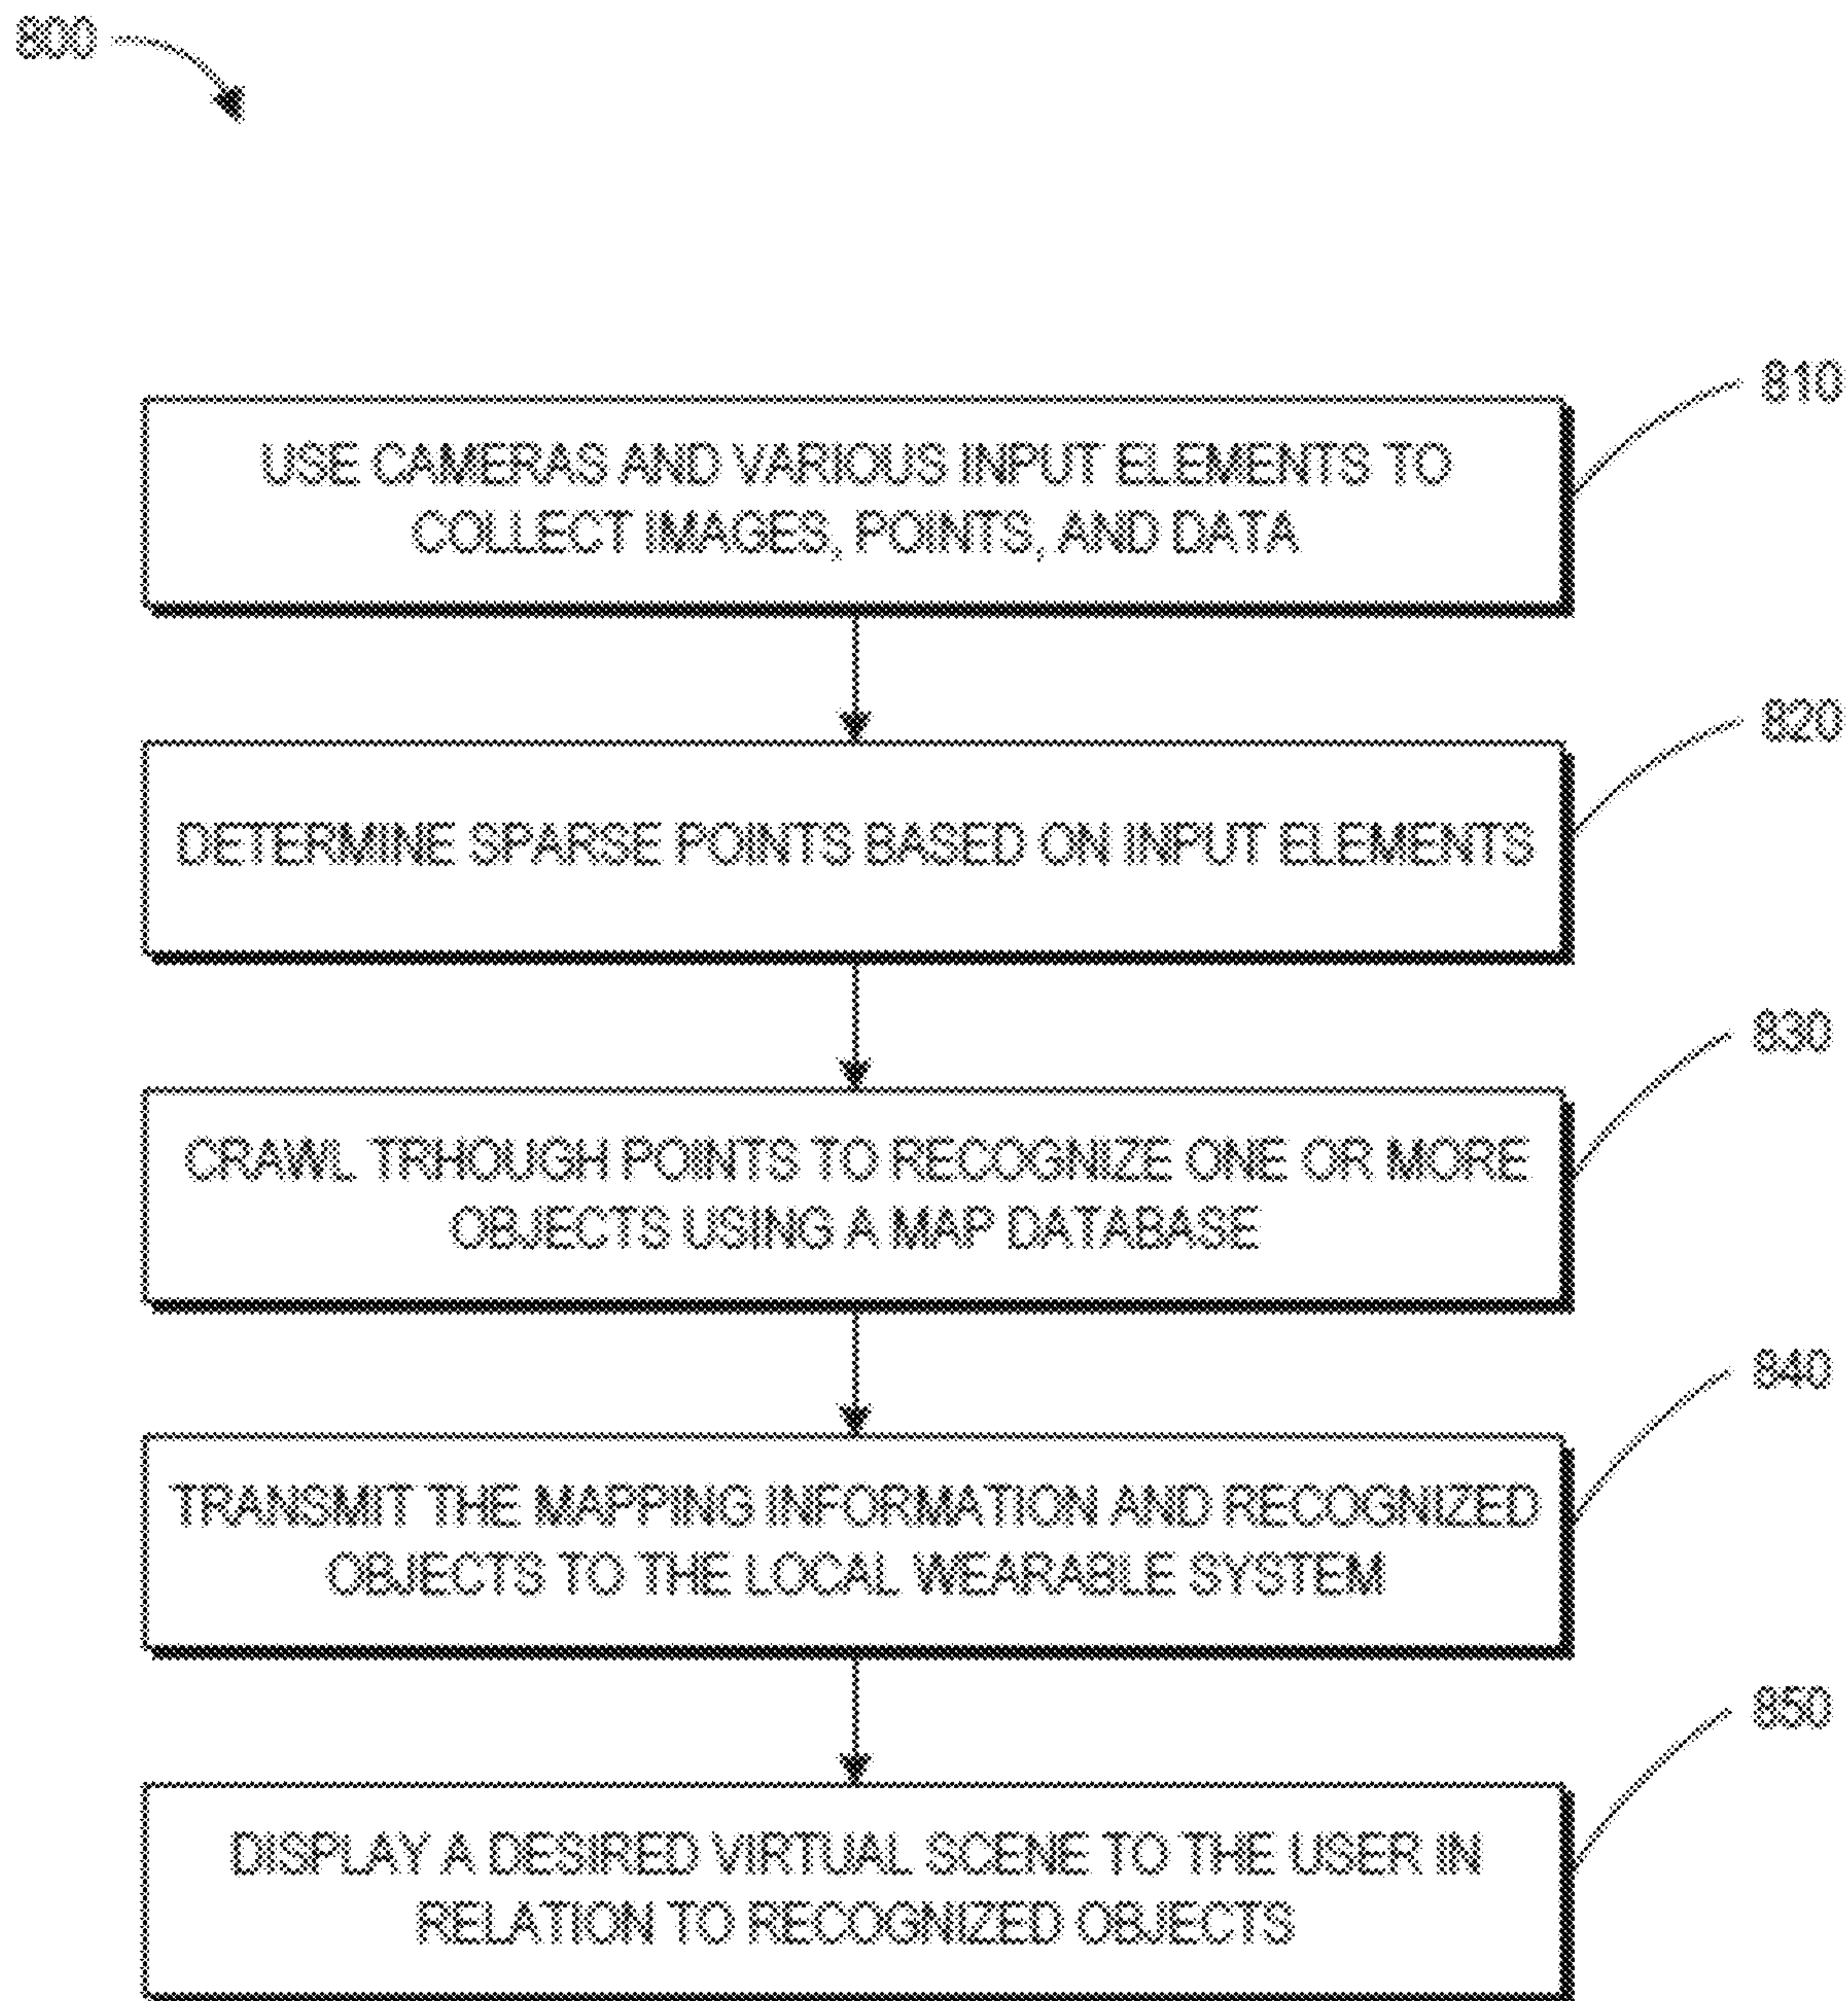 800
810
USE CAMERAS AND VARIOUS INPUT ELEMENTS TO
COLLECT IMAGES, POINTS, AND DATA
820
DETERMINE SPARSE POINTS BASED ON INPUT ELEMENTS
830
CRAWL TRHOUGH POINTS TO RECOGNIZE ONE OR MORE
OBJECTS USING A MAP DATABASE
840
TRANSMIT THE MAPPING INFORMATION AND RECOGNIZED
OBJECTS TO THE LOCAL WEARABLE SYSTEM
850
DISPLAY A DESIRED VIRTUAL SCENE TO THE USER IN
RELATION TO RECOGNIZED OBJECTS